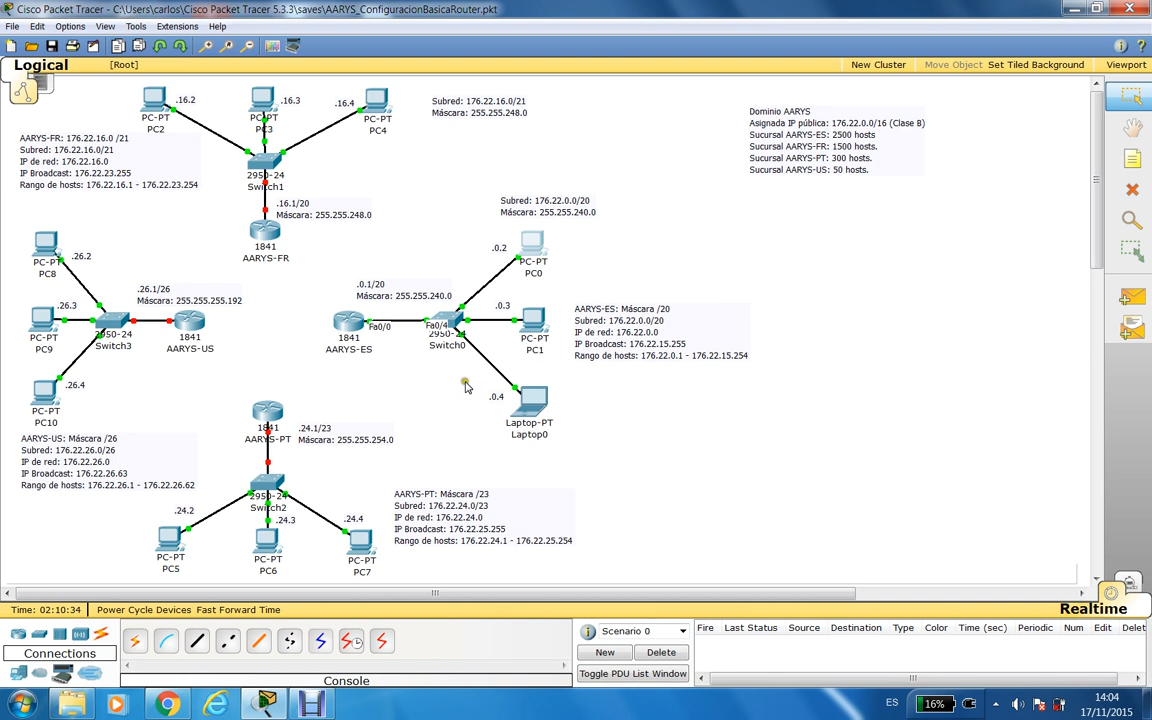 Cisco Packet Tracer - C:\Users\carlos\Cisco Packet Tracer 5.3.3\saves\AARYS_ConfiguracionBasicaRouter.pkt
File Edit Options View Tools Extensions Help
Logical [Root] New Cluster Move Object Set Tiled Background Viewport
.16.2
.16.3
.16.4
PC-PT
PC2
PC-PT
PC3
PC-PT
PC4
Subred: 176.22.16.0/21
Máscara: 255.255.248.0
Dominio AARYS
Asignada IP pública: 176.22.0.0/16 (Clase B)
Sucursal AARYS-ES: 2500 hosts
Sucursal AARYS-FR: 1500 hosts.
Sucursal AARYS-PT: 300 hosts.
Sucursal AARYS-US: 50 hosts.
AARYS-FR: 176.22.16.0 /21
Subred: 176.22.16.0/21
IP de red: 176.22.16.0
IP Broadcast: 176.22.23.255
Rango de hosts: 176.22.16.1 - 176.22.23.254
2950-24
Switch1
.16.1/20
Máscara: 255.255.248.0
1841
AARYS-FR
Subred: 176.22.0.0/20
Máscara: 255.255.240.0
.0.2
PC-PT
PC0
.26.2
PC-PT
PC8
.26.1/26
Máscara: 255.255.255.192
.26.3
PC-PT
PC9
2950-24
Switch3
1841
AARYS-US
.26.4
PC-PT
PC10
.0.1/20
Máscara: 255.255.240.0
Fa0/0
Fa0/4
1841
AARYS-ES
2950-24
Switch0
.0.3
PC-PT
PC1
.0.4
Laptop-PT
Laptop0
AARYS-ES: Máscara /20
Subred: 176.22.0.0/20
IP de red: 176.22.0.0
IP Broadcast: 176.22.15.255
Rango de hosts: 176.22.0.1 - 176.22.15.254
AARYS-US: Máscara /26
Subred: 176.22.26.0/26
IP de red: 176.22.26.0
IP Broadcast: 176.22.26.63
Rango de hosts: 176.22.26.1 - 176.22.26.62
1841
AARYS-PT
.24.1/23
Máscara: 255.255.254.0
2950-24
Switch2
.24.2
.24.3
.24.4
PC-PT
PC5
PC-PT
PC6
PC-PT
PC7
AARYS-PT: Máscara /23
Subred: 176.22.24.0/23
IP de red: 176.22.24.0
IP Broadcast: 176.22.25.255
Rango de hosts: 176.22.24.1 - 176.22.25.254
Time: 02:10:34 Power Cycle Devices Fast Forward Time Realtime
Connections
Console
Scenario 0
New Delete
Toggle PDU List Window
Fire Last Status Source Destination Type Color Time (sec) Periodic Num Edit Delet
ES 16% 14:04
17/11/2015